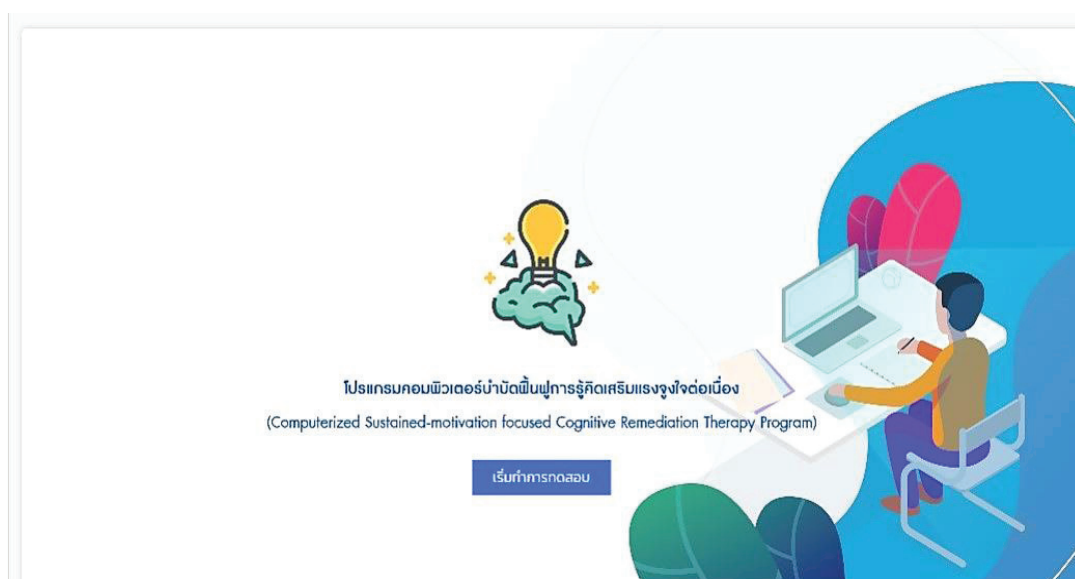 โปรแกรมคอมพิวเตอร์บำบัดฟื้นฟูการรู้คิดเสริมแรงจูงใจต่อเนื่อง
(Computerized Sustained-motivation focused Cognitive Remediation Therapy Program)
เริ่มทำการทดสอบ